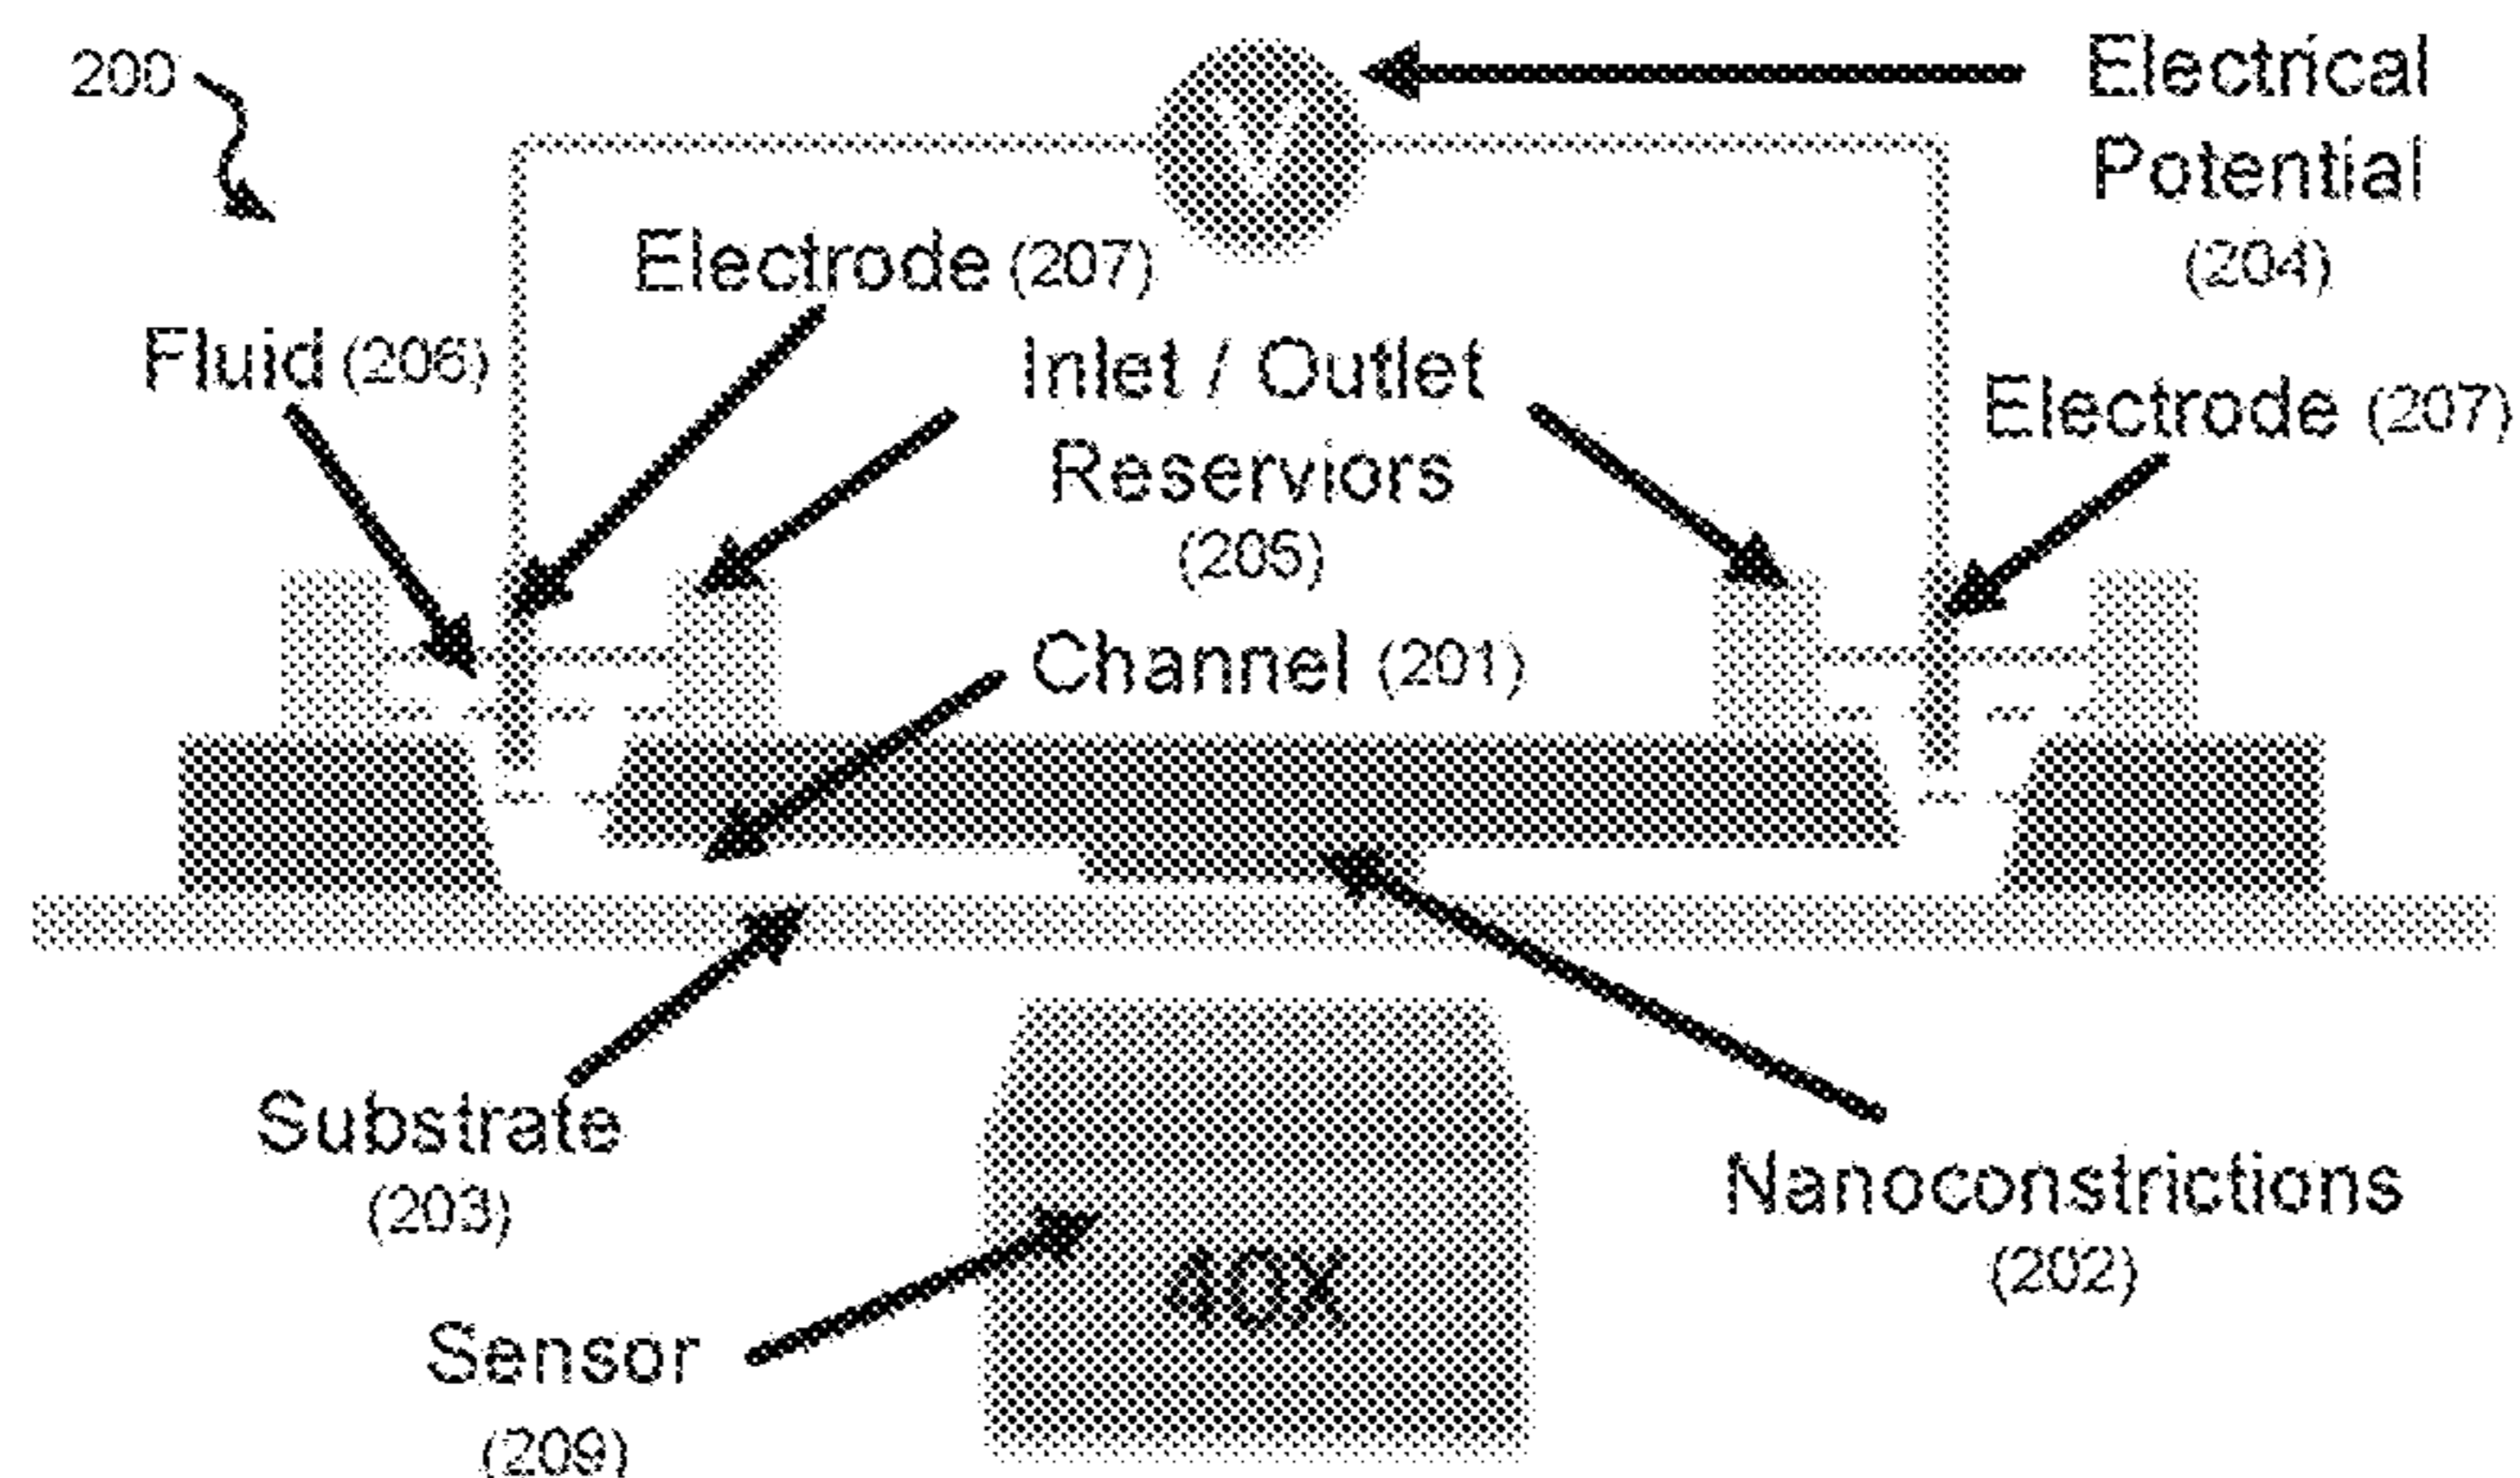 200
V
Electrical
Potential
(204)
Electrode (207)
Fluid (206)
Inlet / Outlet
Reserviors
(205)
Electrode (207)
Channel (201)
Substrate
(203)
Nanoconstrictions
(202)
40X
Sensor
(209)